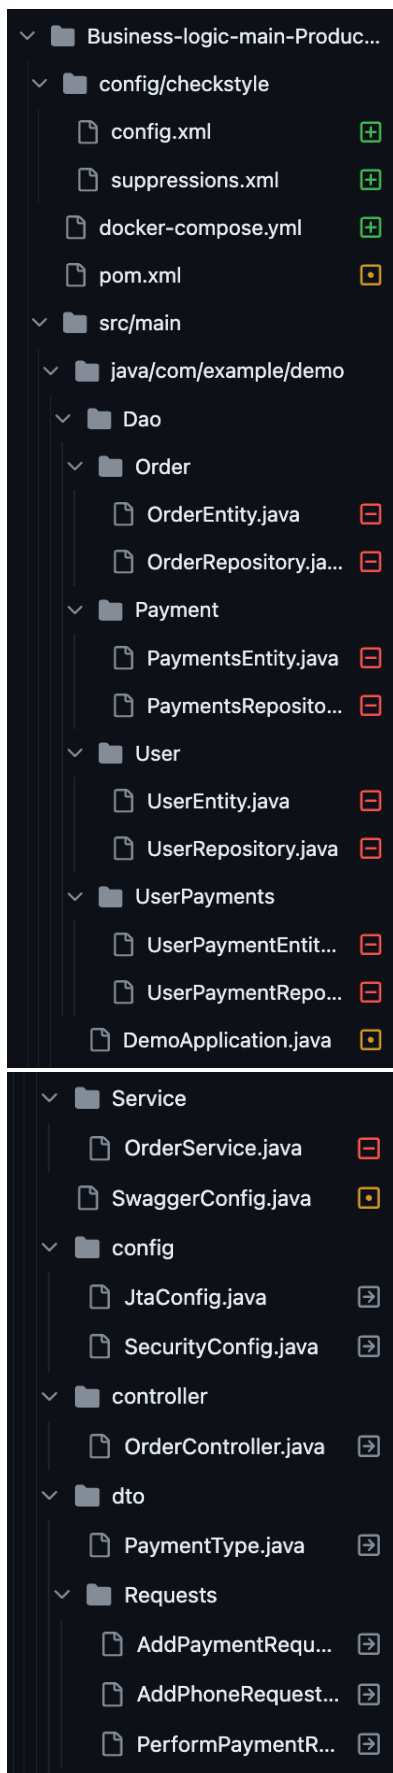 Business-logic-main-Produc...
config/checkstyle
config.xml
suppressions.xml
docker-compose.yml
pom.xml
src/main
java/com/example/demo
Dao
Order
OrderEntity.java
OrderRepository.ja...
Payment
PaymentsEntity.java
PaymentsReposito...
User
UserEntity.java
UserRepository.java
UserPayments
UserPaymentEntit...
UserPaymentRepo...
DemoApplication.java
Service
OrderService.java
SwaggerConfig.java
config
JtaConfig.java
SecurityConfig.java
controller
OrderController.java
dto
PaymentType.java
Requests
AddPaymentRequ...
AddPhoneRequest...
PerformPaymentR...